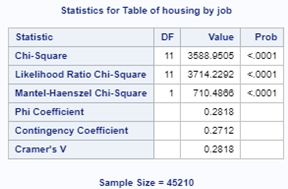 Statistics for Table of housing by job
Statistic DF Value Prob
Chi-Square 11 3588.9505 <.0001
Likelihood Ratio Chi-Square 11 3714.2292 <.0001
Mantel-Haenszel Chi-Square 1 710.4866 <.0001
Phi Coefficient 0.2818
Contingency Coefficient 0.2712
Cramer's V 0.2818
Sample Size = 45210